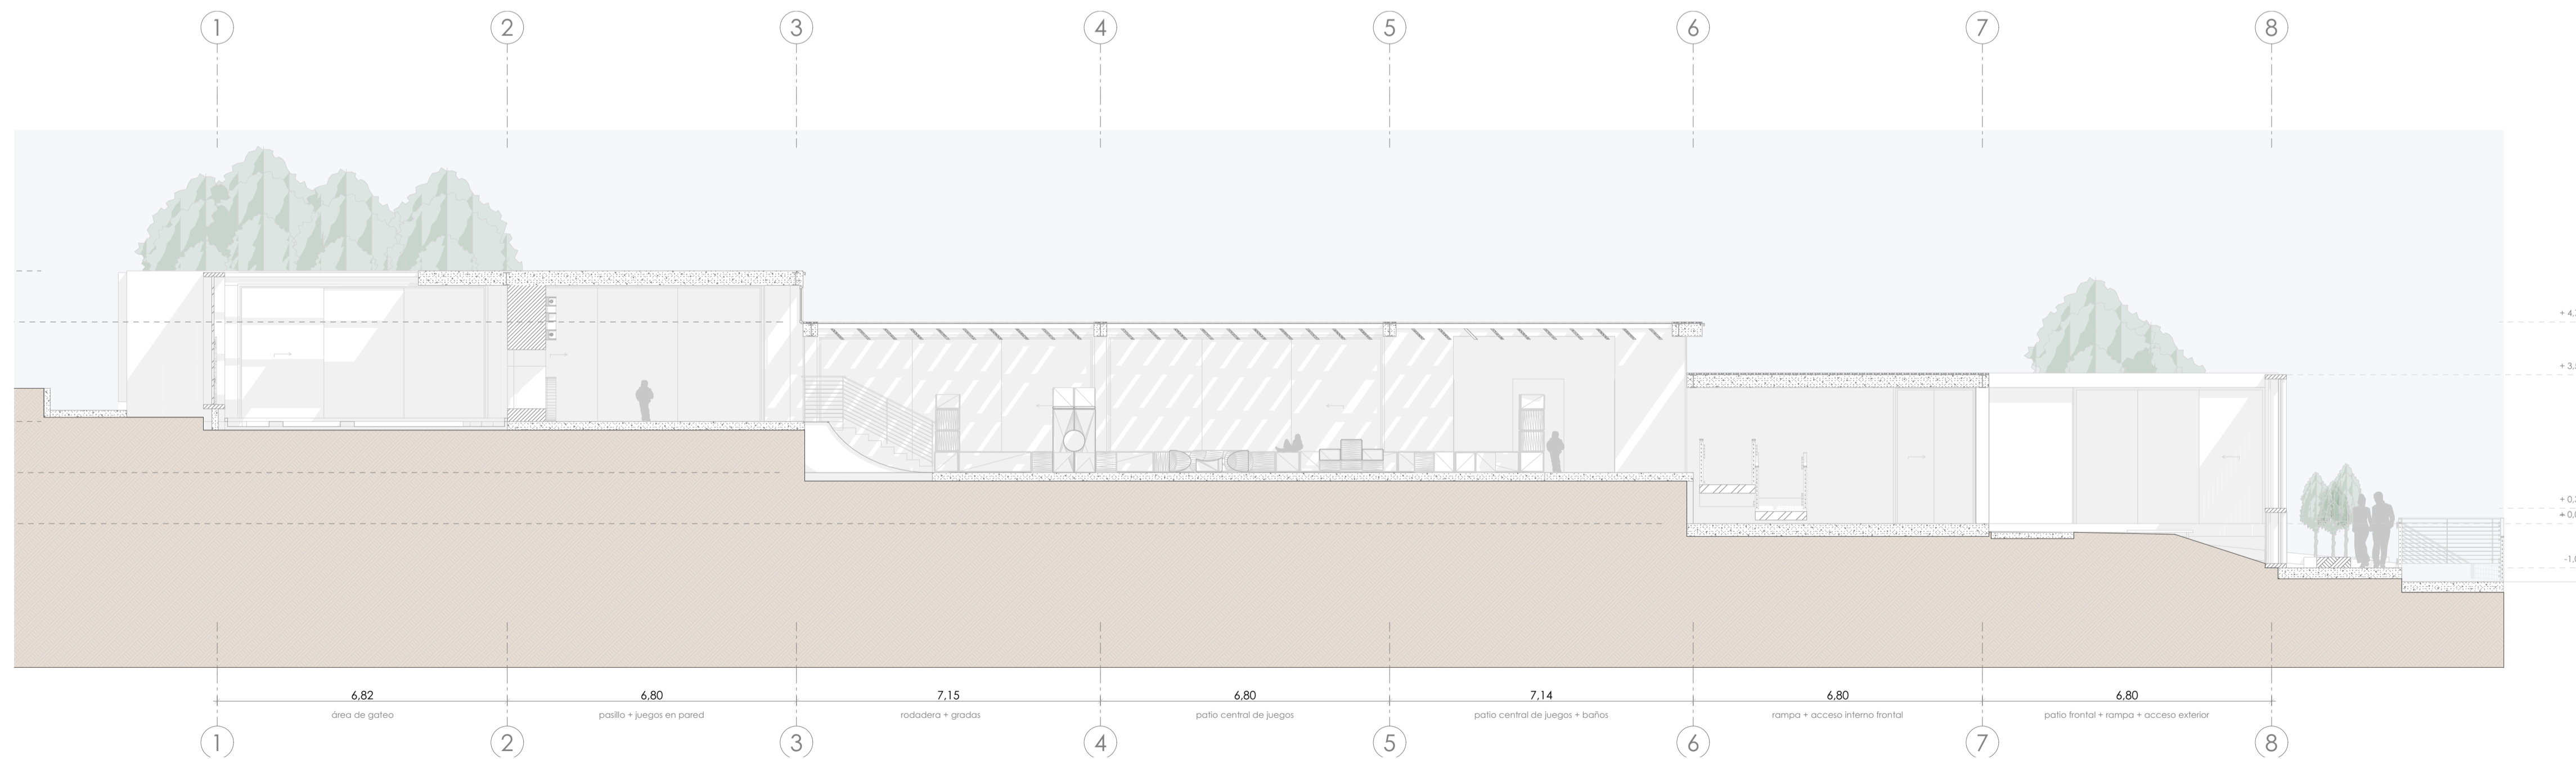 1 2 3 4 5 6 7 8
6,82 6,80 7,15 6,80 7,14 6,80 6,80
área de gateo pasillo + juegos en pared rodadera + gradas patio central de juegos patio central de juegos + baños rampa + acceso interno frontal patio frontal + rampa + acceso exterior
1 2 3 4 5 6 7 8